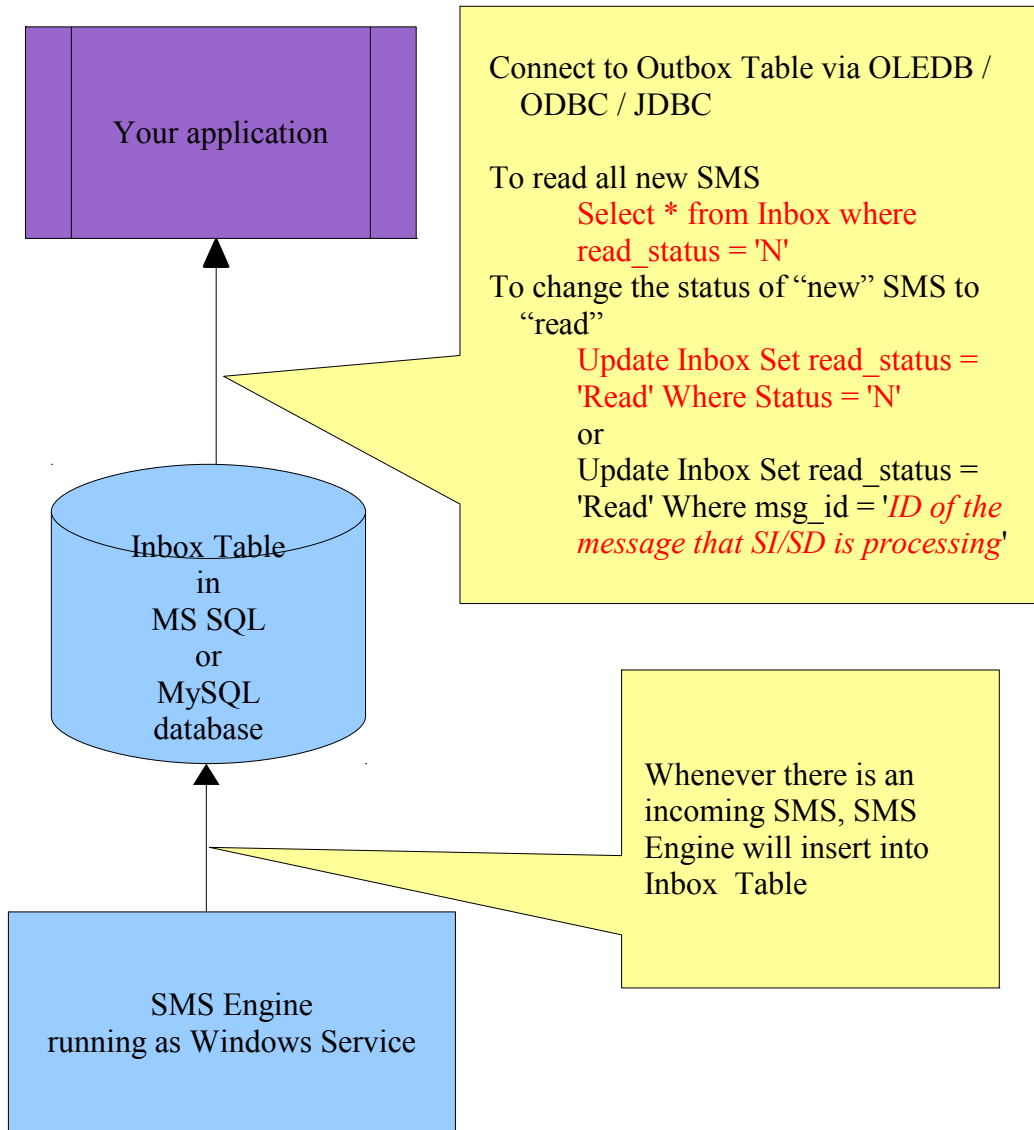 Your application
Connect to Outbox Table via OLEDB /
ODBC / JDBC
To read all new SMS
Select * from Inbox where
read_status = 'N'
To change the status of “new” SMS to
“read”
Update Inbox Set read_status =
'Read' Where Status = 'N'
or
Update Inbox Set read_status =
'Read' Where msg_id = 'ID of the
message that SI/SD is processing'
Inbox Table
in
MS SQL
or
MySQL
database
Whenever there is an
incoming SMS, SMS
Engine will insert into
Inbox Table
SMS Engine
running as Windows Service